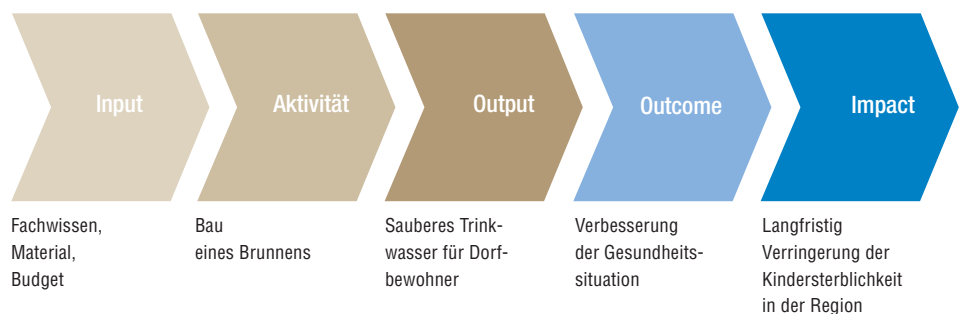 Input
Aktivität
Output
Outcome
Impact
Fachwissen,
Material,
Budget
Bau
eines Brunnens
Sauberes Trink-
wasser für Dorf-
bewohner
Verbesserung
der Gesundheits-
situation
Langfristig
Verringerung der
Kindersterblichkeit
in der Region